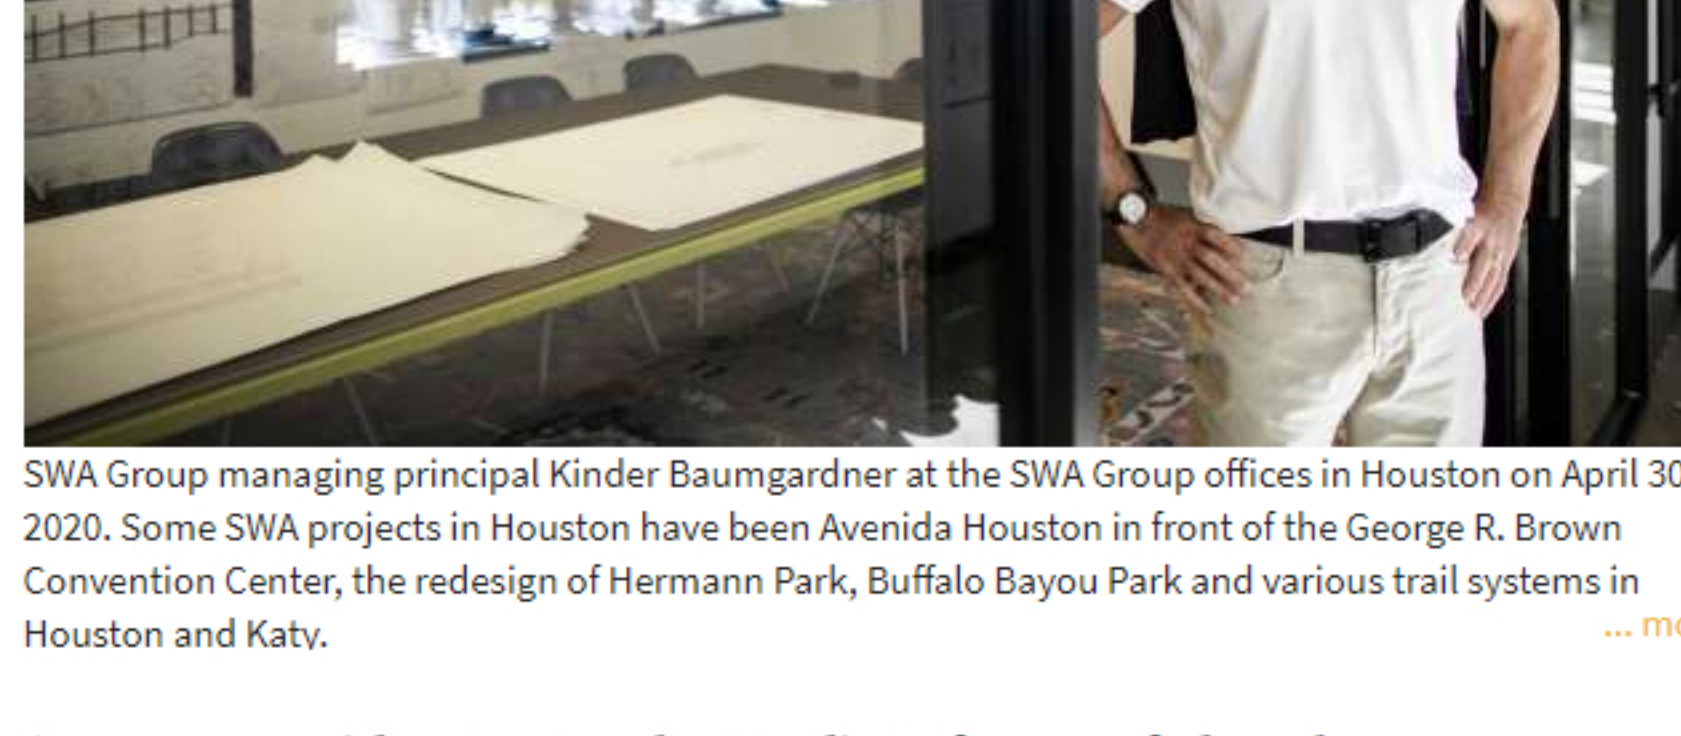 SWA Group managing principal Kinder Baumgardner at the SWA Group offices in Houston on April 30
2020. Some SWA projects in Houston have been Avenida Houston in front of the George R. Brown
Convention Center, the redesign of Hermann Park, Buffalo Bayou Park and various trail systems in
Houston and Katy.
...